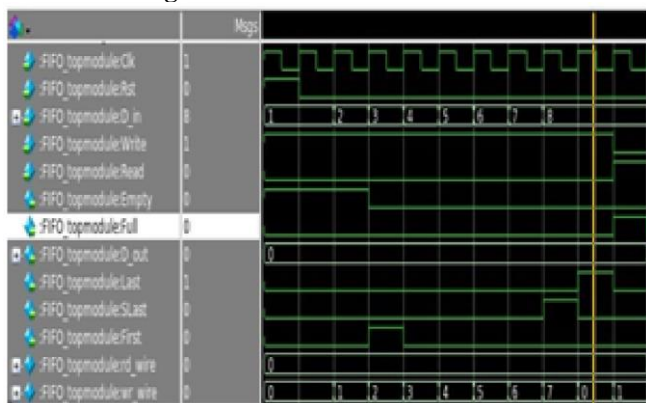 Msgs
:FIFO_topmodule:Clk 1
:FIFO_topmodule:Rst 0
:FIFO_topmodule:D_in 8 1 2 3 4 5 6 7 8
:FIFO_topmodule:Write 1
:FIFO_topmodule:Read 0
:FIFO_topmodule:Empty 0
:FIFO_topmodule:Full 0
:FIFO_topmodule:D_out 0 0
:FIFO_topmodule:Last 1
:FIFO_topmodule:SLast 0
:FIFO_topmodule:First 0
:FIFO_topmodule:rd_wire 0 0
:FIFO_topmodule:wr_wire 0 0 1 2 3 4 5 6 7 0 1